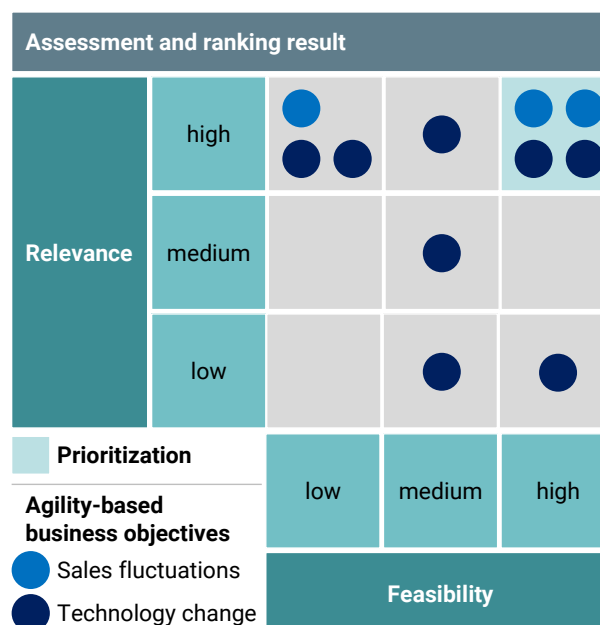 Assessment and ranking result
high
Relevance
medium
low
Prioritization
low
medium
high
Agility-based
business objectives
Sales fluctuations
Technology change
Feasibility